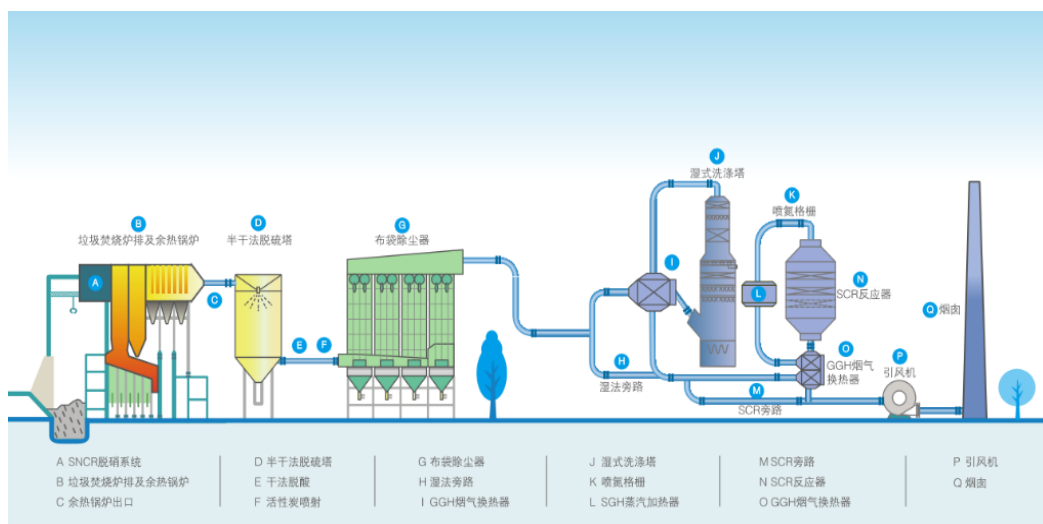 J
湿式洗涤塔
K
喷氮格栅
B
垃圾焚烧炉排及余热锅炉
D
半干法脱硫塔
G
布袋除尘器
A
C
I
L
N
SCR反应器
Q 烟囱
E
F
H
湿法旁路
O
GGH烟气
换热器
P
引风机
M
SCR旁路
A SNCR脱硝系统
B 垃圾焚烧炉排及余热锅炉
C 余热锅炉出口
D 半干法脱硫塔
E 干法脱酸
F 活性炭喷射
G 布袋除尘器
H 湿法旁路
I GGH烟气换热器
J 湿式洗涤塔
K 喷氮格栅
L SGH蒸汽加热器
M SCR旁路
N SCR反应器
O GGH烟气换热器
P 引风机
Q 烟囱